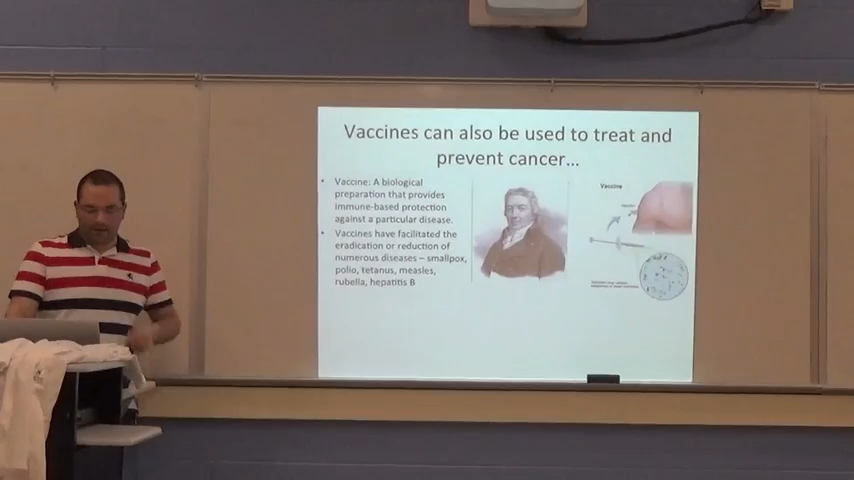 Vaccines can also be used to treat and
prevent cancer...
• Vaccine: A biological
preparation that provides
immune-based protection
against a particular disease.
• Vaccines have facilitated the
eradication or reduction of
numerous diseases – smallpox,
polio, tetanus, measles,
rubella, hepatitis B
Vaccine